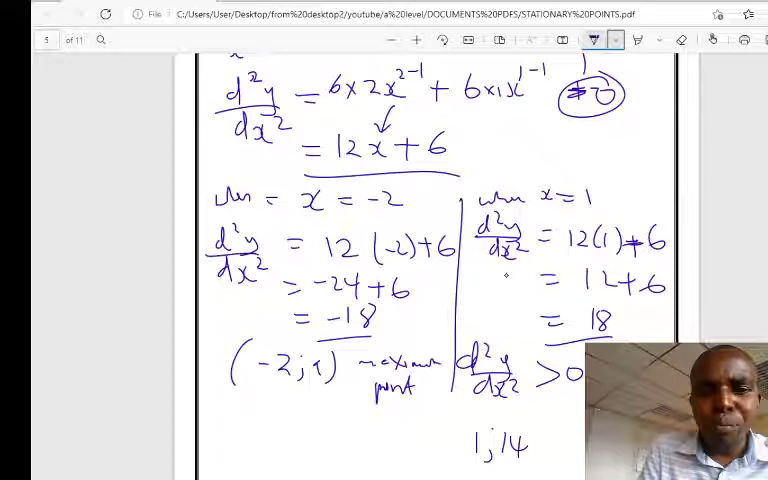 File
C:/Users/User/Desktop/from%20desktop2/youtube/a%20level/DOCUMENTS%20PDFS/STATIONARY%20POINTS.pdf
5 of 11
d²y/dx² = 6×2x²⁻¹ + 6×1x¹⁻¹ + 0
= 12x + 6
when = x = -2
d²y/dx² = 12(-2)+6
= -24+6
= -18
(-2; ) maximum
point
when x = 1
d²y/dx² = 12(1)+6
= 12+6
= 18
d²y/dx² > 0
1;14